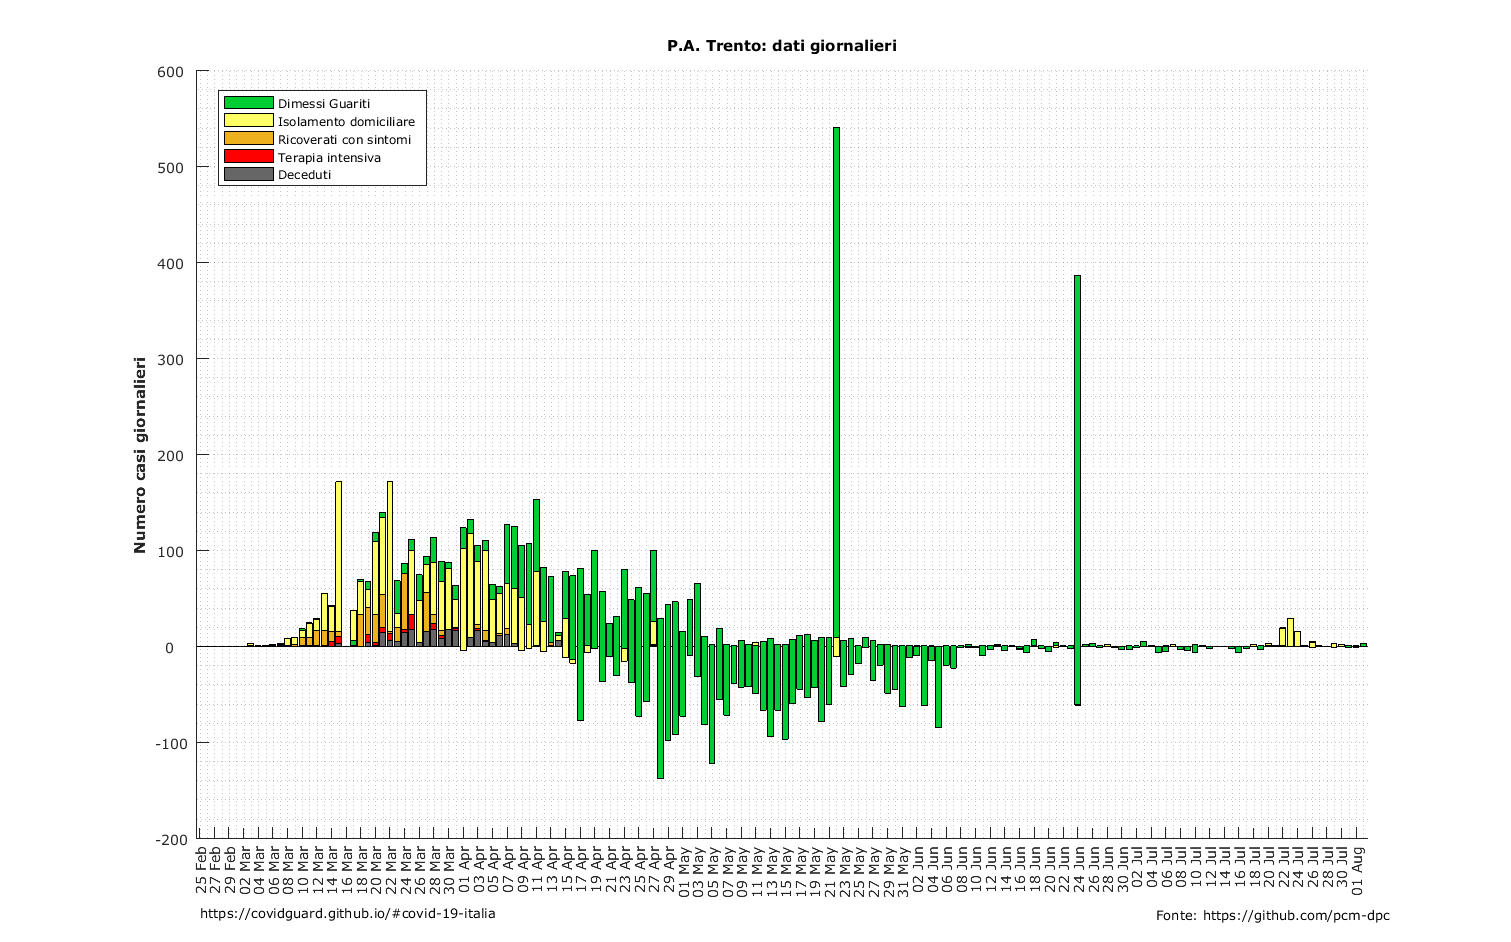 P.A. Trento: dati giornalieri
600
500
400
300
200
100
0
-100
-200
Numero casi giornalieri
Dimessi Guariti
Isolamento domiciliare
Ricoverati con sintomi
Terapia intensiva
Deceduti
25 Feb
27 Feb
29 Feb
02 Mar
04 Mar
06 Mar
08 Mar
10 Mar
12 Mar
14 Mar
16 Mar
18 Mar
20 Mar
22 Mar
24 Mar
26 Mar
28 Mar
30 Mar
01 Apr
03 Apr
05 Apr
07 Apr
09 Apr
11 Apr
13 Apr
15 Apr
17 Apr
19 Apr
21 Apr
23 Apr
25 Apr
27 Apr
29 Apr
01 May
03 May
05 May
07 May
09 May
11 May
13 May
15 May
17 May
19 May
21 May
23 May
25 May
27 May
29 May
31 May
02 Jun
04 Jun
06 Jun
08 Jun
10 Jun
12 Jun
14 Jun
16 Jun
18 Jun
20 Jun
22 Jun
24 Jun
26 Jun
28 Jun
30 Jun
02 Jul
04 Jul
06 Jul
08 Jul
10 Jul
12 Jul
14 Jul
16 Jul
18 Jul
20 Jul
22 Jul
24 Jul
26 Jul
28 Jul
30 Jul
01 Aug
https://covidguard.github.io/#covid-19-italia
Fonte: https://github.com/pcm-dpc